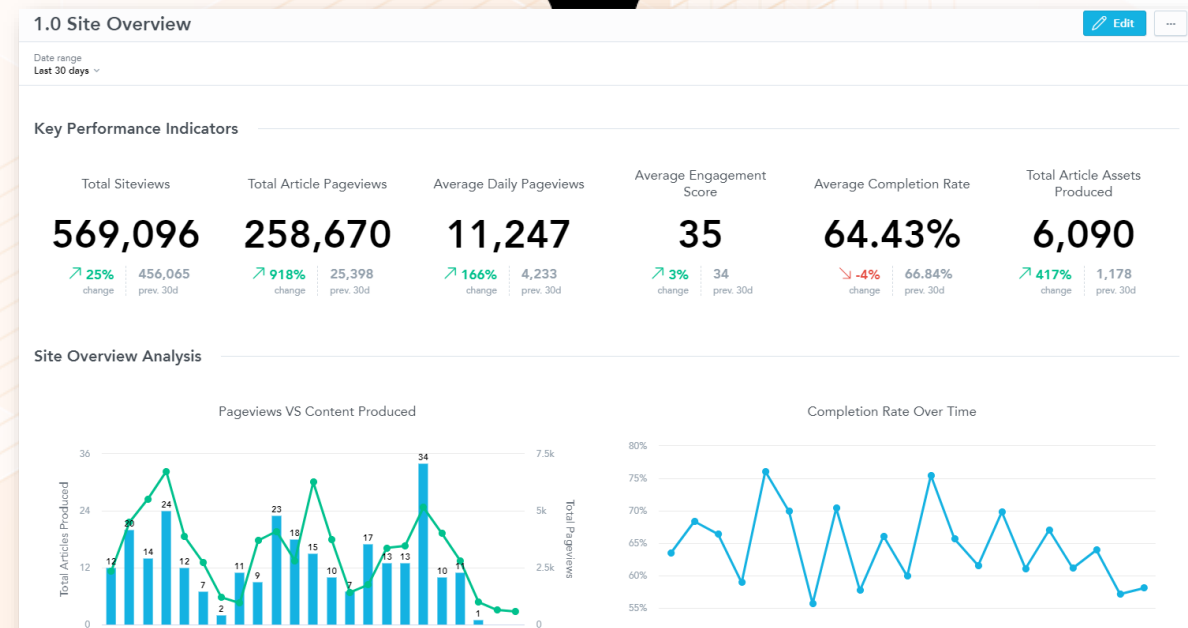 1.0 Site Overview
Edit
...
Date range
Last 30 days
Key Performance Indicators
Total Siteviews
569,096
25%
change
456,065
prev. 30d
Total Article Pageviews
258,670
918%
change
25,398
prev. 30d
Average Daily Pageviews
11,247
166%
change
4,233
prev. 30d
Average Engagement
Score
35
3%
change
34
prev. 30d
Average Completion Rate
64.43%
-4%
change
66.84%
prev. 30d
Total Article Assets
Produced
6,090
417%
change
1,178
prev. 30d
Site Overview Analysis
Pageviews VS Content Produced
Total Articles Produced
36
24
12
0
12
20
14
24
12
7
2
11
9
23
18
15
10
7
17
13
13
34
10
11
1
7.5k
5k
2.5k
0
Total Pageviews
Completion Rate Over Time
80%
75%
70%
65%
60%
55%